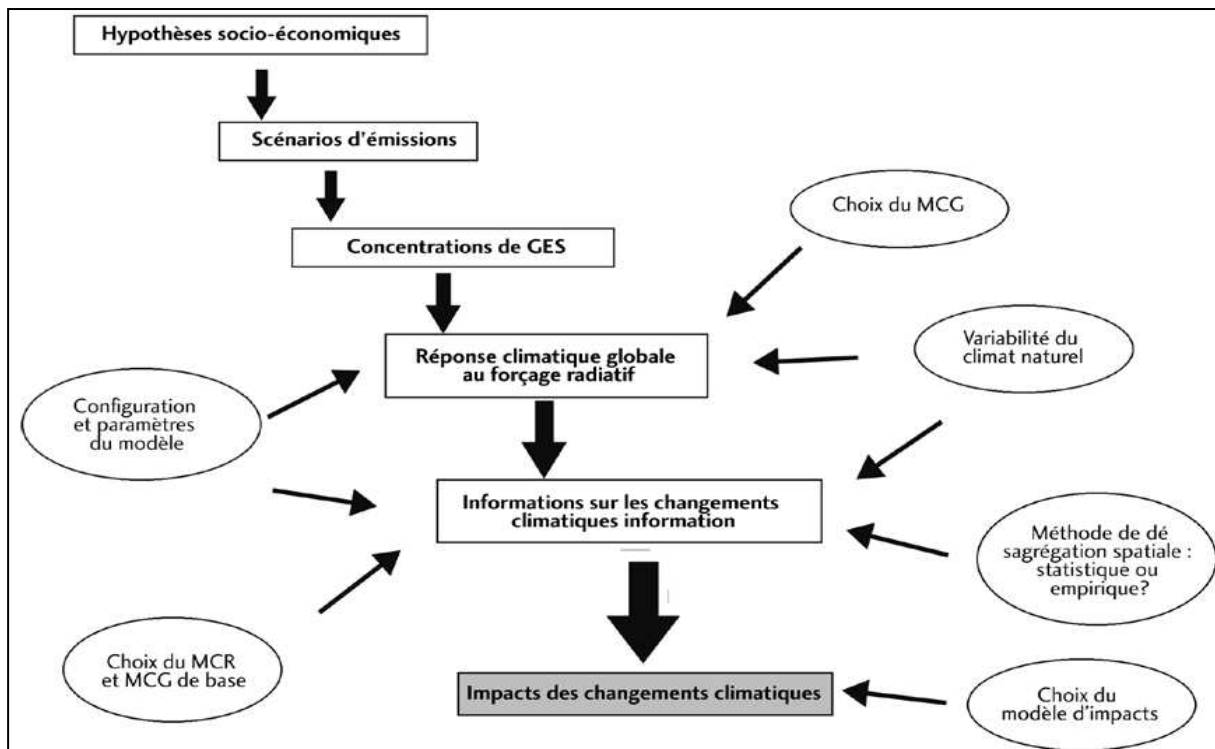 Hypothèses socio-économiques
Scénarios d'émissions
Choix du MCG
Concentrations de GES
Variabilité du
climat naturel
Réponse climatique globale
au forçage radiatif
Configuration
et paramètres
du modèle
Informations sur les changements
climatiques information
Méthode de dé
sagrégation spatiale :
statistique ou
empirique?
Choix du MCR
et MCG de base
Impacts des changements climatiques
Choix du
modèle d'impacts